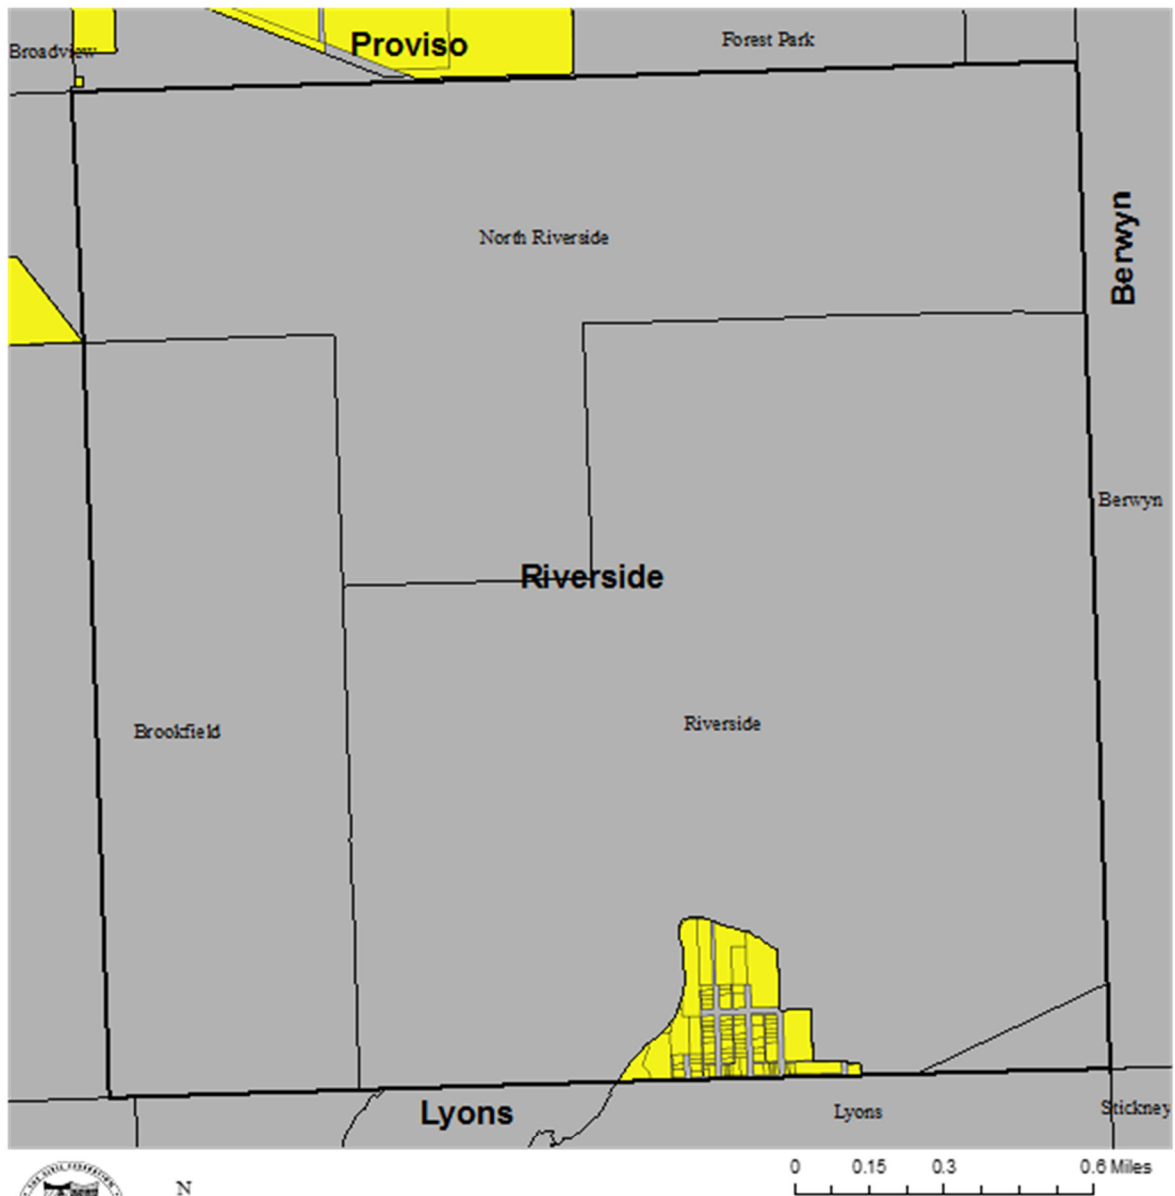 Proviso
Forest Park
Broadview
Berwyn
North Riverside
Berwyn
Riverside
Riverside
Brookfield
Lyons
Lyons
Stickney
0 0.15 0.3 0.6 Miles
N